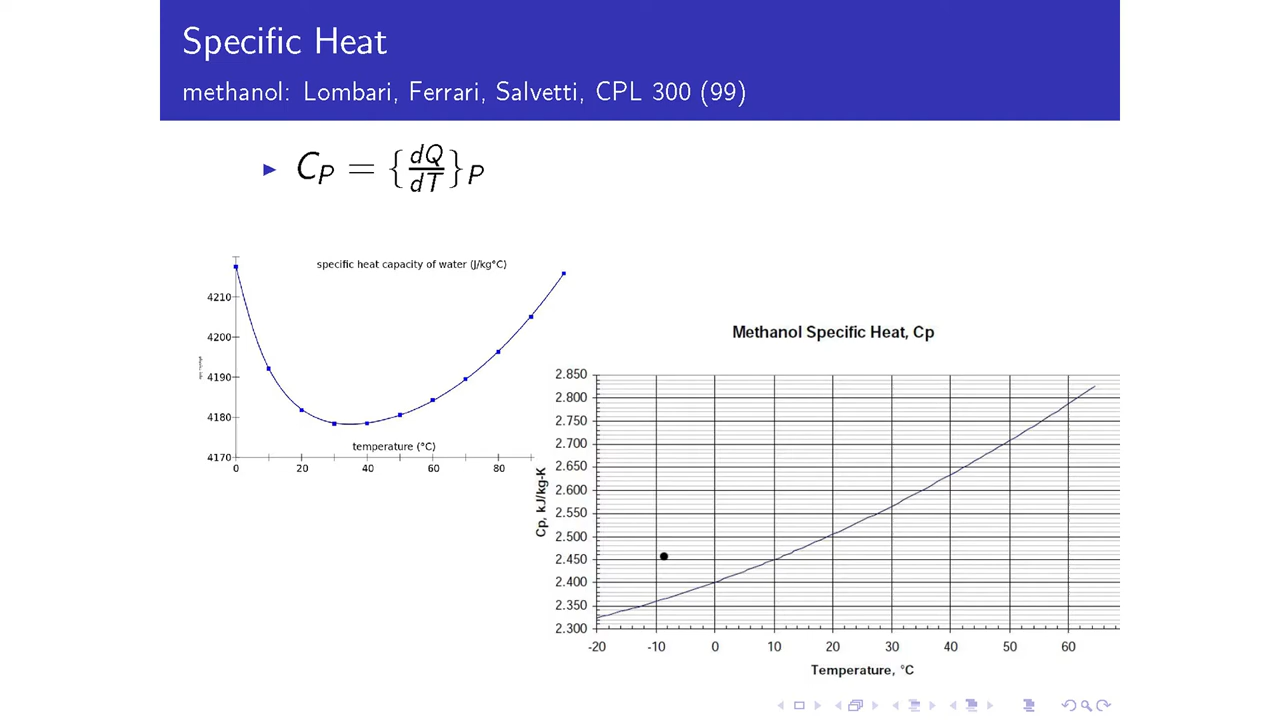 Specific Heat
methanol: Lombari, Ferrari, Salvetti, CPL 300 (99)
▶ C_P = {dQ/dT}_P
specific heat capacity of water (J/kg°C)
4210
4200
4190
4180
4170
temperature (°C)
0 20 40 60 80
Methanol Specific Heat, Cp
Cp, kJ/kg-K
2.850
2.800
2.750
2.700
2.650
2.600
2.550
2.500
2.450
2.400
2.350
2.300
-20 -10 0 10 20 30 40 50 60
Temperature, °C